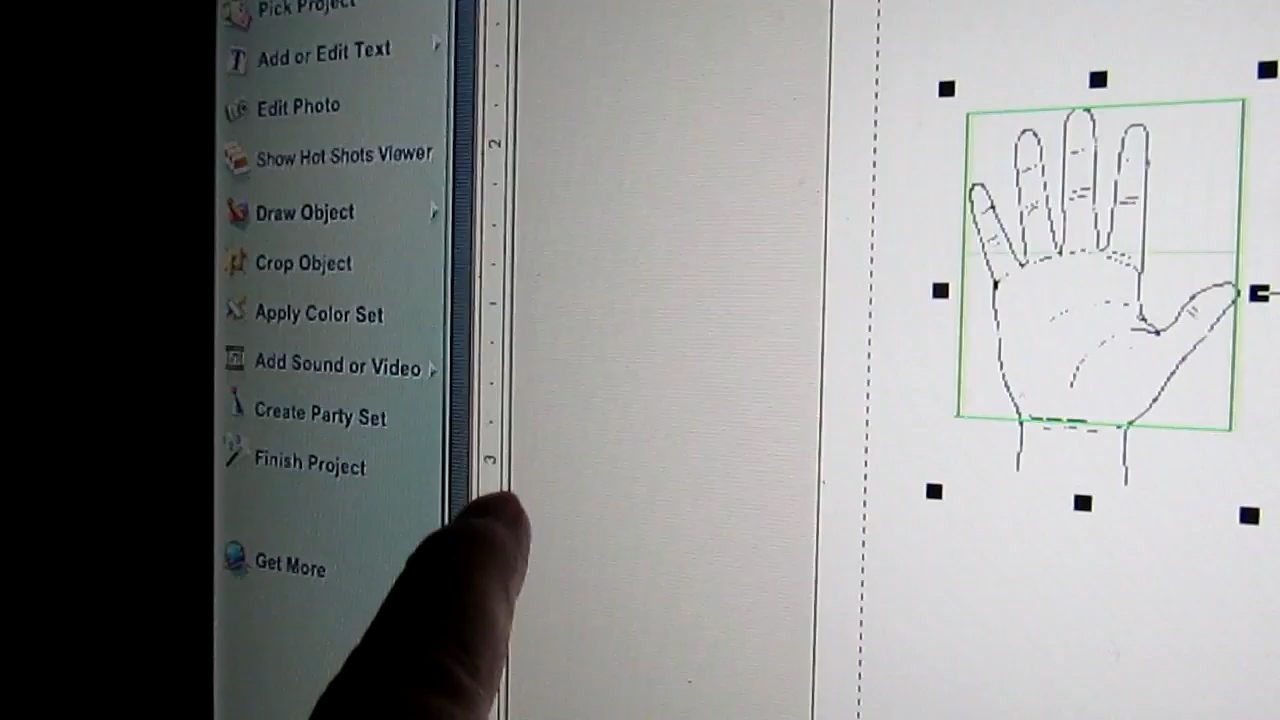 Pick Project
Add or Edit Text
Edit Photo
Show Hot Shots Viewer
Draw Object
Crop Object
Apply Color Set
Add Sound or Video
Create Party Set
Finish Project
Get More
2
3